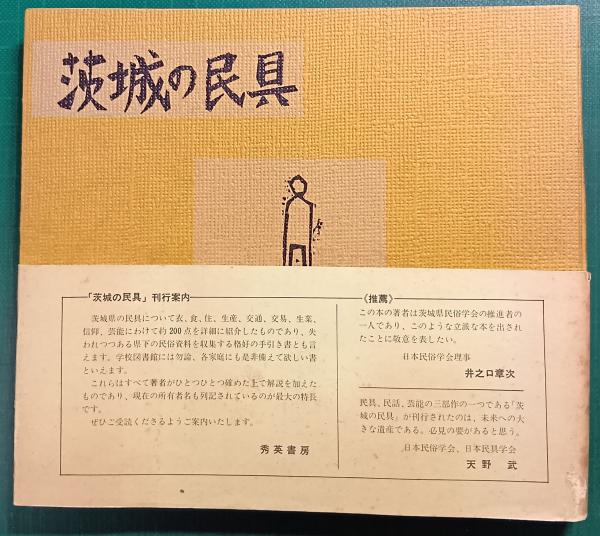 茨城の民具
「茨城の民具」刊行案内
茨城県の民具について衣、食、住、生産、交通、交易、生業、
信仰、芸能にわけて約200点を詳細に紹介したものであり、失
われつつある県下の民俗資料を収集する格好の手引き書とも言
えます。学校図書館には勿論、各家庭にも是非備えて欲しい書
といえます。
これらはすべて著者がひとつひとつ確めた上で解説を加えた
ものであり、現在の所有者名も列記されているのが最大の特長
です。
ぜひご愛読くださるようご案内いたします。
秀英書房
《推薦》
この本の著者は茨城県民俗学会の推進者の
一人であり、このような立派な本を出され
たことに敬意を表したい。
日本民俗学会理事
井之口章次
民具、民話、芸能の三部作の一つである「茨
城の民具」が刊行されたのは、未来への大
きな遺産である。必見の要があると思う。
日本民俗学会、日本民具学会
天野 武